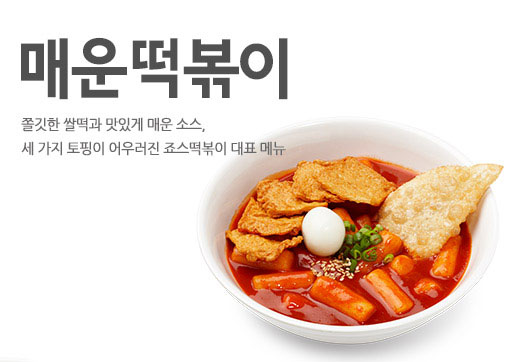 매운떡볶이
쫄깃한 쌀떡과 맛있게 매운 소스,
세 가지 토핑이 어우러진 죠스떡볶이 대표 메뉴